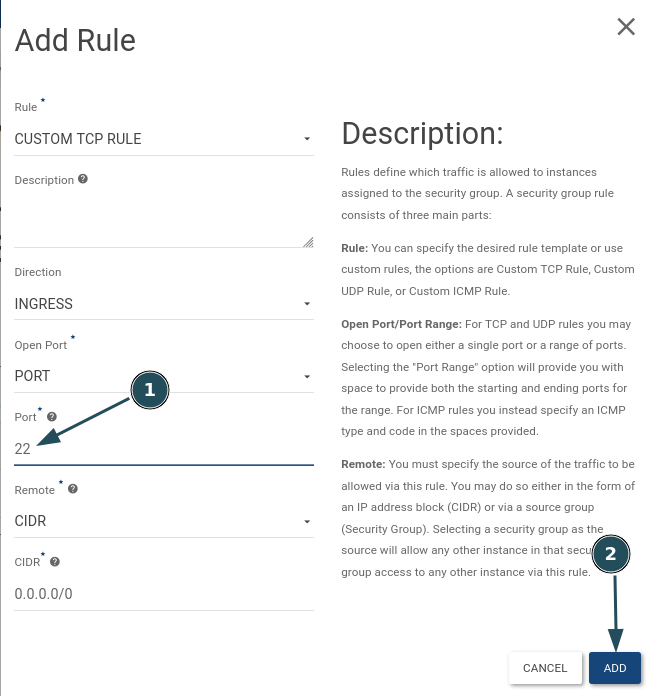 Add Rule
Rule *
CUSTOM TCP RULE
Description
Direction
INGRESS
Open Port *
PORT
1
Port *
22
Remote *
CIDR
CIDR *
0.0.0.0/0
Description:
Rules define which traffic is allowed to instances
assigned to the security group. A security group rule
consists of three main parts:
Rule: You can specify the desired rule template or use
custom rules, the options are Custom TCP Rule, Custom
UDP Rule, or Custom ICMP Rule.
Open Port/Port Range: For TCP and UDP rules you may
choose to open either a single port or a range of ports.
Selecting the "Port Range" option will provide you with
space to provide both the starting and ending ports for
the range. For ICMP rules you instead specify an ICMP
type and code in the spaces provided.
Remote: You must specify the source of the traffic to be
allowed via this rule. You may do so either in the form of
an IP address block (CIDR) or via a source group
(Security Group). Selecting a security group as the
source will allow any other instance in that
group access to any other instance via this rule.
2
CANCEL
ADD